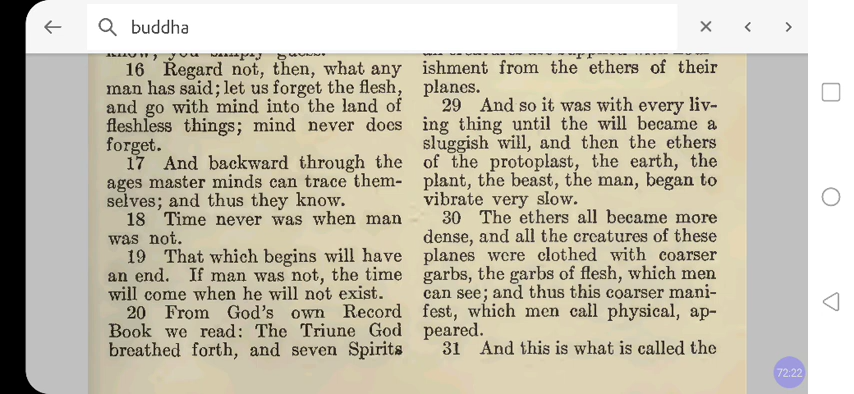 buddha
know; you simply guess.
16 Regard not, then, what any
man has said; let us forget the flesh,
and go with mind into the land of
fleshless things; mind never does
forget.
17 And backward through the
ages master minds can trace them-
selves; and thus they know.
18 Time never was when man
was not.
19 That which begins will have
an end. If man was not, the time
will come when he will not exist.
20 From God's own Record
Book we read: The Triune God
breathed forth, and seven Spirits
ishment from the ethers of their
planes.
29 And so it was with every liv-
ing thing until the will became a
sluggish will, and then the ethers
of the protoplast, the earth, the
plant, the beast, the man, began to
vibrate very slow.
30 The ethers all became more
dense, and all the creatures of these
planes were clothed with coarser
garbs, the garbs of flesh, which men
can see; and thus this coarser mani-
fest, which men call physical, ap-
peared.
31 And this is what is called the
72:22